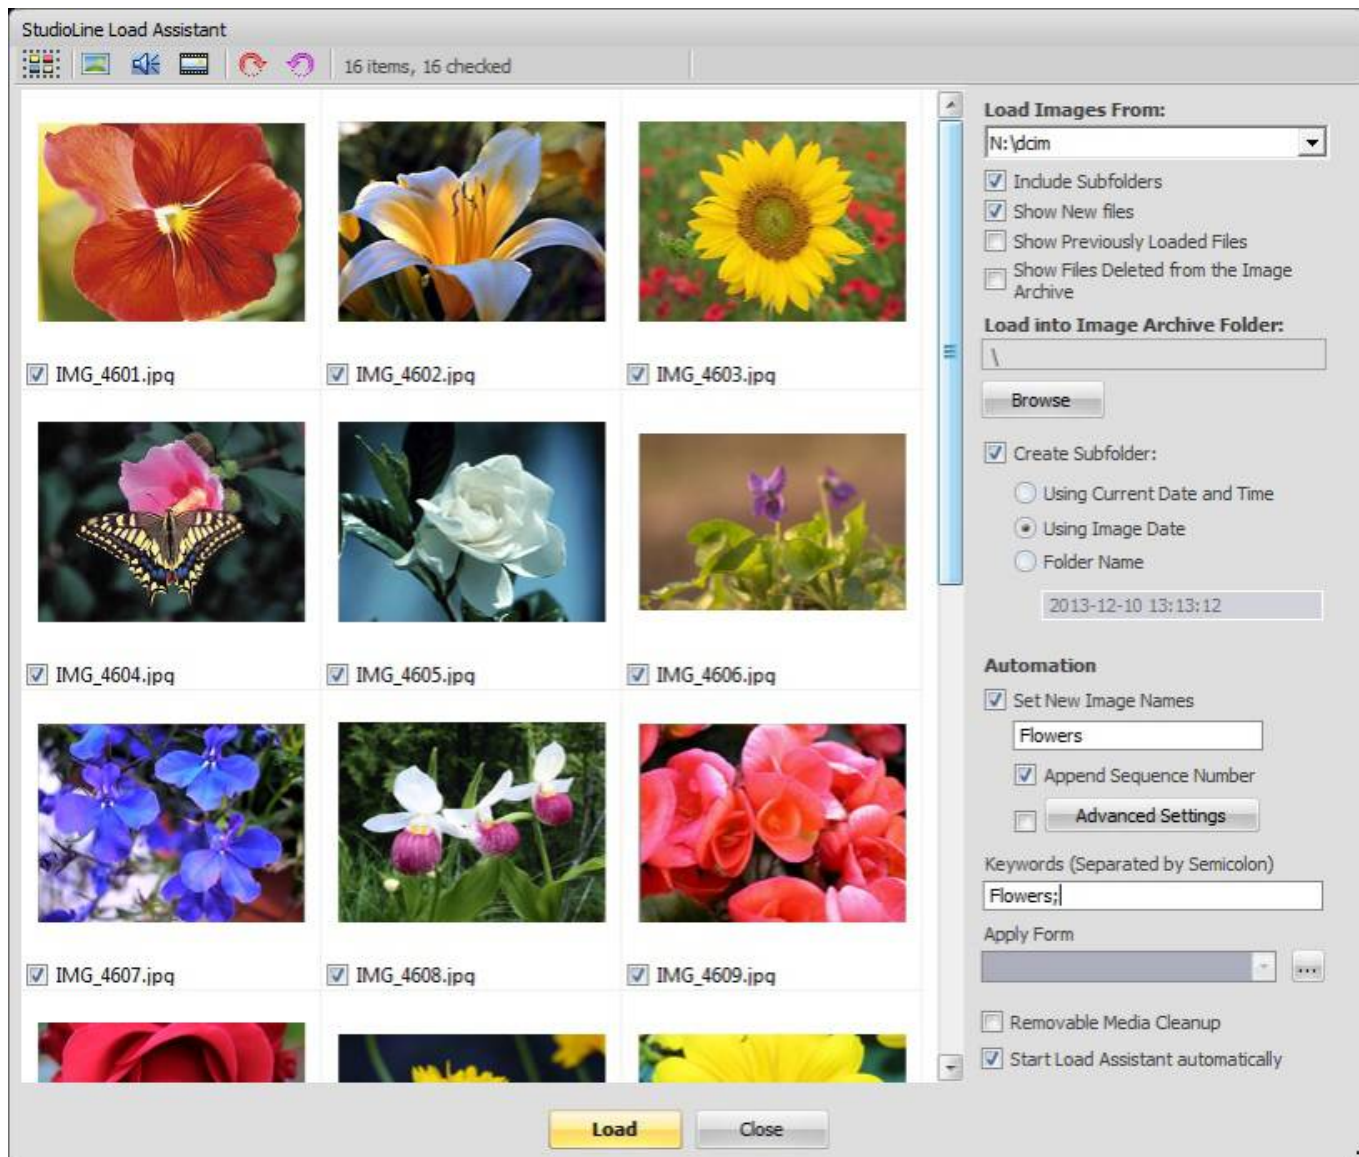 StudioLine Load Assistant
16 items, 16 checked
IMG_4601.jpg
IMG_4602.jpg
IMG_4603.jpg
IMG_4604.jpg
IMG_4605.jpg
IMG_4606.jpg
IMG_4607.jpg
IMG_4608.jpg
IMG_4609.jpg
Load Images From:
N:\dcim
Include Subfolders
Show New files
Show Previously Loaded Files
Show Files Deleted from the Image
Archive
Load into Image Archive Folder:
\
Browse
Create Subfolder:
Using Current Date and Time
Using Image Date
Folder Name
2013-12-10 13:13:12
Automation
Set New Image Names
Flowers
Append Sequence Number
Advanced Settings
Keywords (Separated by Semicolon)
Flowers;
Apply Form
...
Removable Media Cleanup
Start Load Assistant automatically
Load
Close